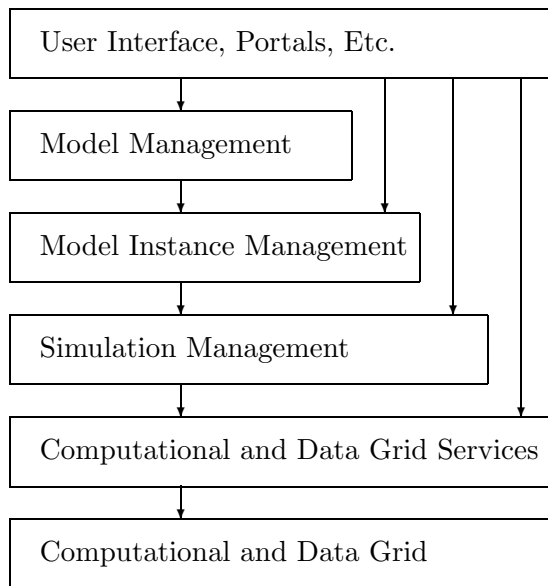 User Interface, Portals, Etc.
Model Management
Model Instance Management
Simulation Management
Computational and Data Grid Services
Computational and Data Grid